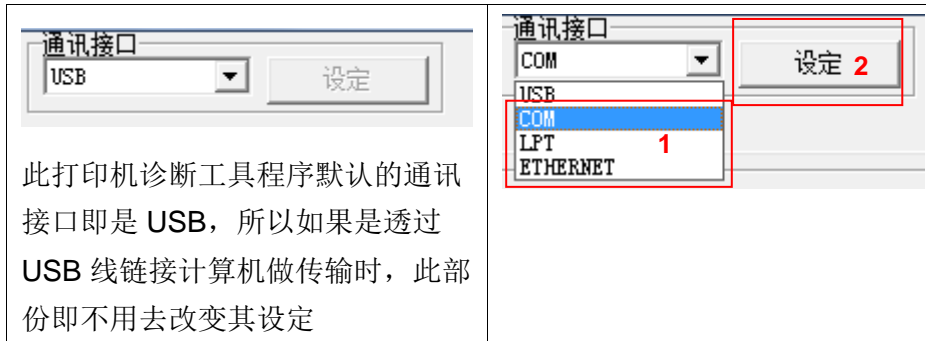 通讯接口
USB
设定
此打印机诊断工具程序默认的通讯
接口即是 USB，所以如果是透过
USB 线链接计算机做传输时，此部
份即不用去改变其设定
通讯接口
COM
设定 2
USB
COM
LPT
1
ETHERNET